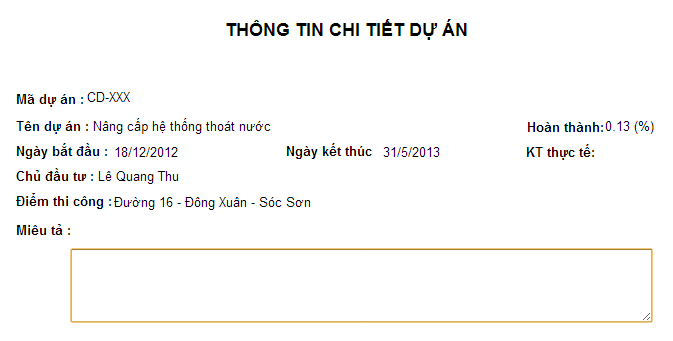 THÔNG TIN CHI TIẾT DỰ ÁN
Mã dự án : CD-XXX
Tên dự án : Nâng cấp hệ thống thoát nước Hoàn thành: 0.13 (%)
Ngày bắt đầu : 18/12/2012 Ngày kết thúc 31/5/2013 KT thực tế:
Chủ đầu tư : Lê Quang Thu
Điểm thi công : Đường 16 - Đông Xuân - Sóc Sơn
Miêu tả :